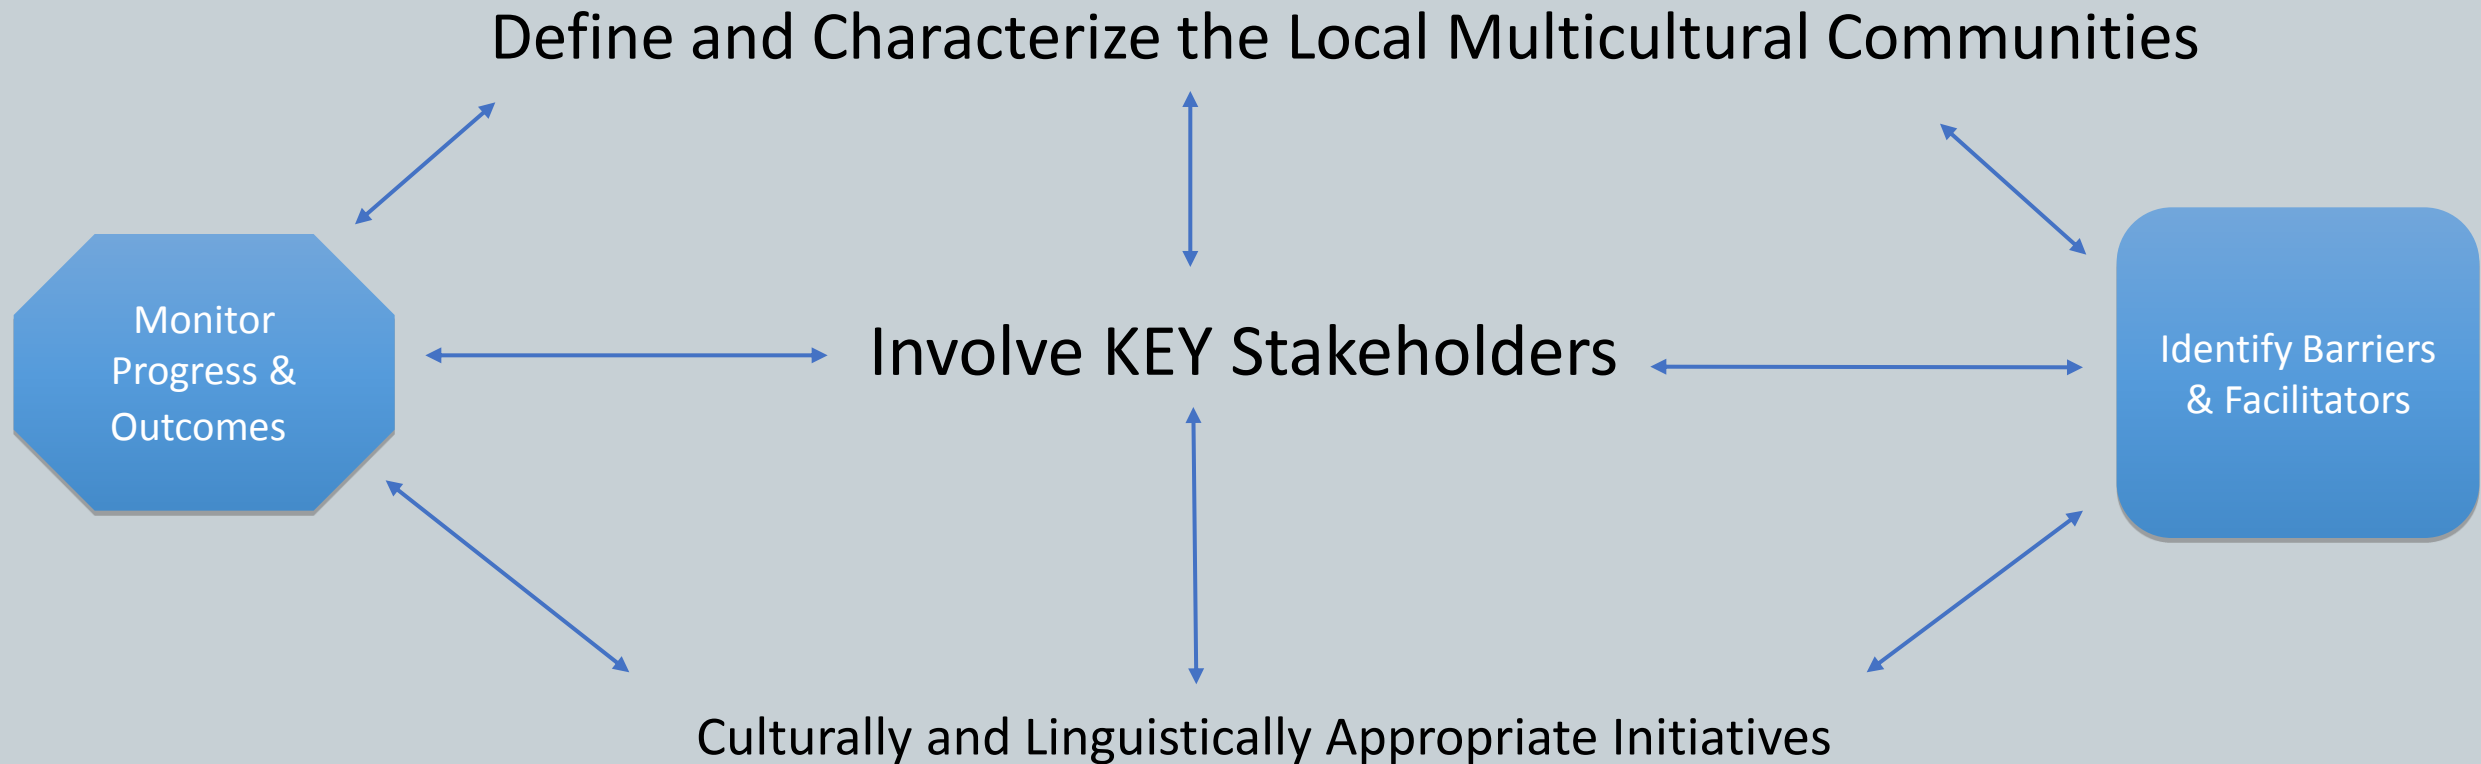 Define and Characterize the Local Multicultural Communities
Monitor
Progress &
Outcomes
Involve KEY Stakeholders
Identify Barriers
& Facilitators
Culturally and Linguistically Appropriate Initiatives